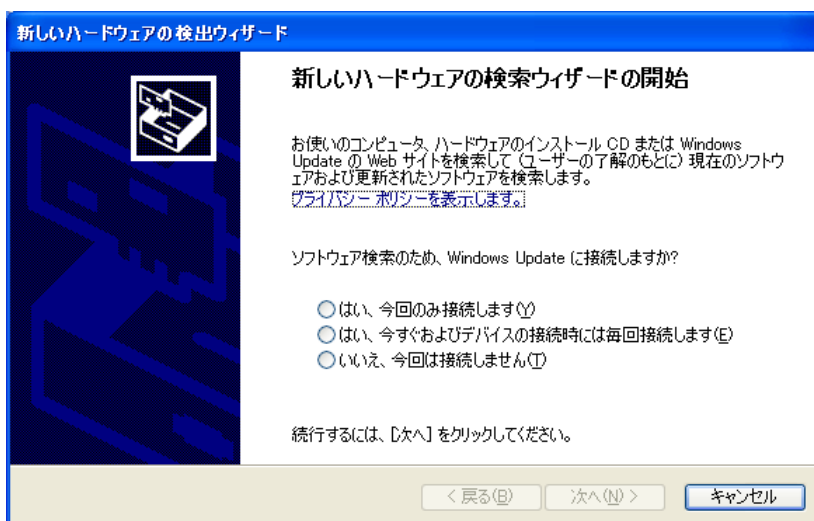 新しいハードウェアの検出ウィザード
新しいハードウェアの検索ウィザードの開始
お使いのコンピュータ、ハードウェアのインストール CD または Windows
Update の Web サイトを検索して (ユーザーの了解のもとに) 現在のソフトウ
ェアおよび更新されたソフトウェアを検索します。
プライバシー ポリシーを表示します。
ソフトウェア検索のため、Windows Update に接続しますか?
はい、今回のみ接続します(Y)
はい、今すぐおよびデバイスの接続時には毎回接続します(E)
いいえ、今回は接続しません(T)
続行するには、[次へ] をクリックしてください。
< 戻る(B) 次へ(N) > キャンセル